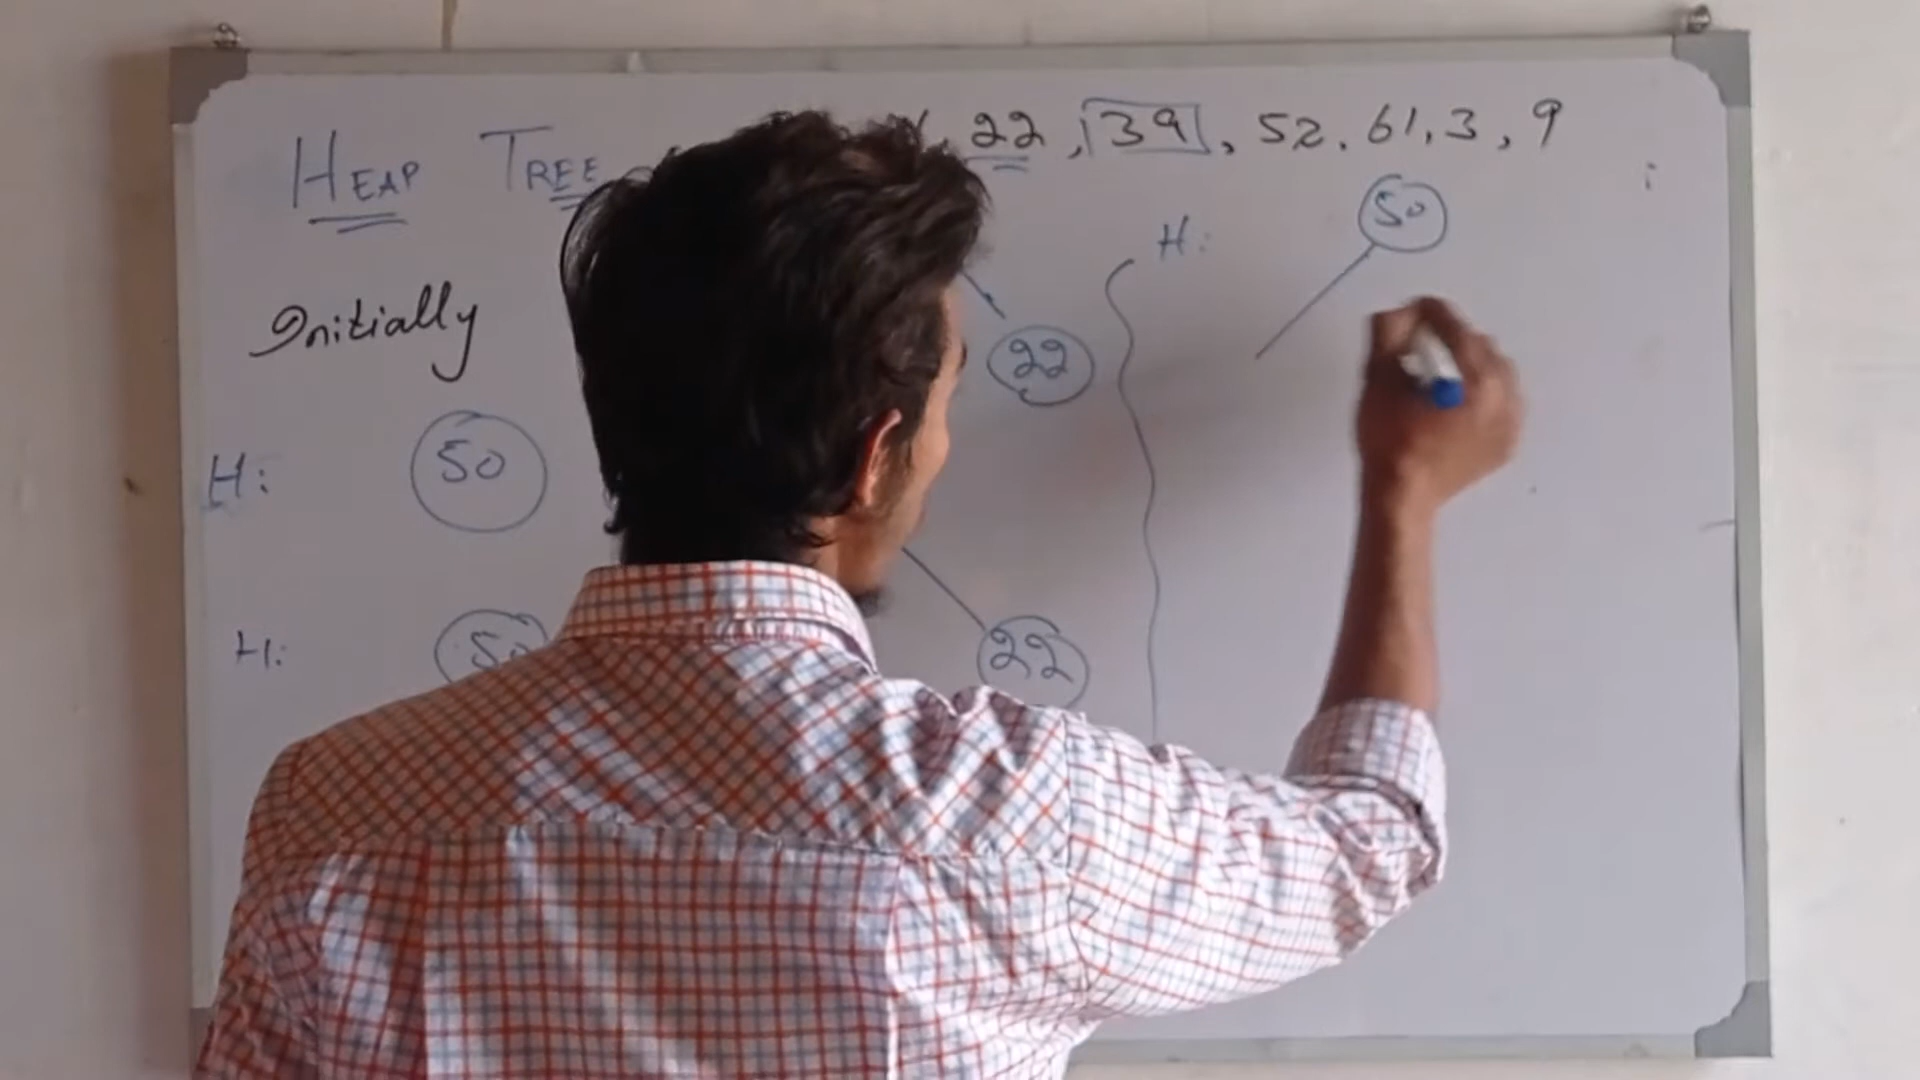 HEAP TREE , 22, 39, 52, 61, 3, 9
H: 50
Initially
22
H: 50
H: 50 22